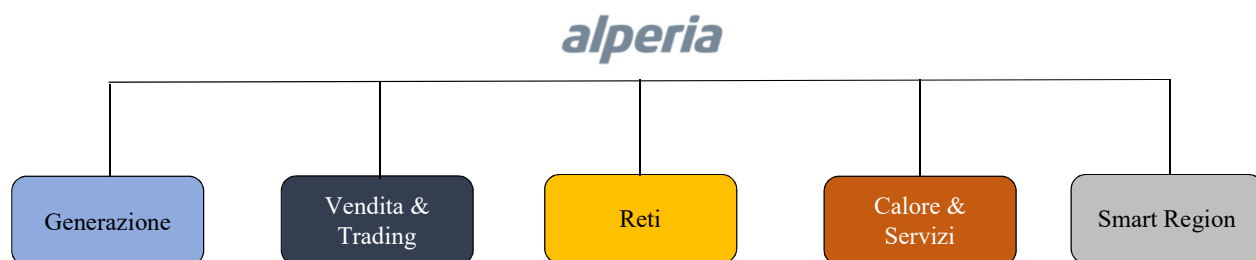 alperia
Generazione
Vendita &
Trading
Reti
Calore &
Servizi
Smart Region